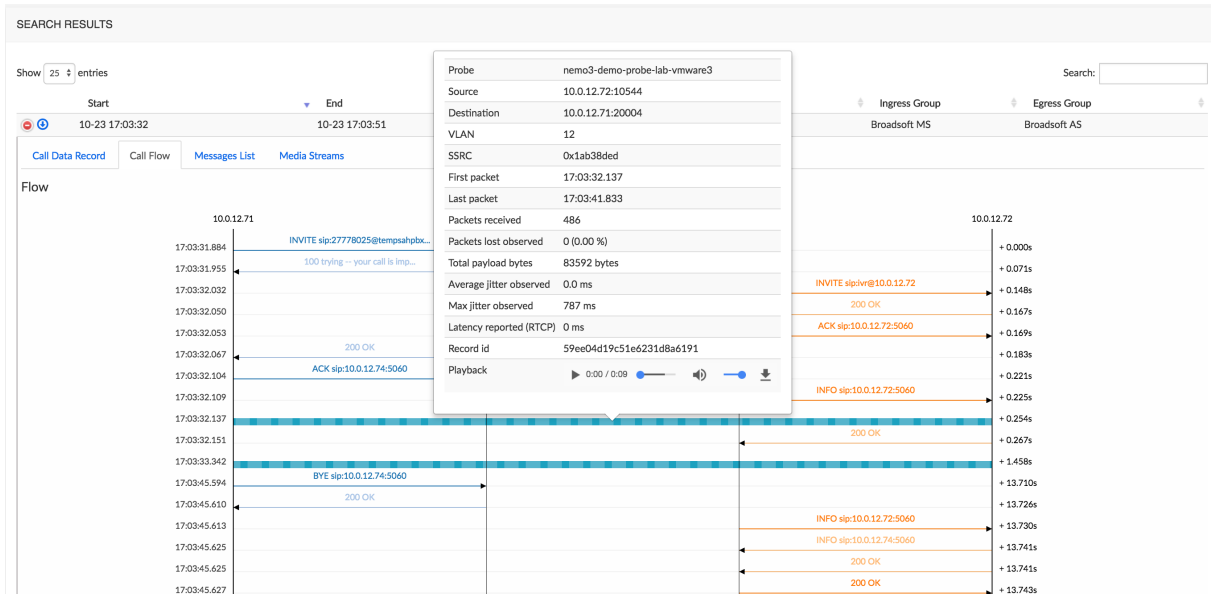 SEARCH RESULTS
Show 25 entries
Search:
Start End Ingress Group Egress Group
10-23 17:03:32 10-23 17:03:51 Broadsoft MS Broadsoft AS
Call Data Record Call Flow Messages List Media Streams
Flow
Probe nemo3-demo-probe-lab-vmware3
Source 10.0.12.72:10544
Destination 10.0.12.71:20004
VLAN 12
SSRC 0x1ab38ded
First packet 17:03:32.137
Last packet 17:03:41.833
Packets received 486
Packets lost observed 0 (0.00 %)
Total payload bytes 83592 bytes
Average jitter observed 0.0 ms
Max jitter observed 787 ms
Latency reported (RTCP) 0 ms
Record id 59ee04d19c51e6231d8a6191
Playback 0:00 / 0:09
10.0.12.71 10.0.12.72
17:03:31.884 INVITE sip:27778025@tempsahpbx... + 0.000s
17:03:31.955 100 trying -- your call is imp... + 0.071s
17:03:32.032 INVITE sip:ivr@10.0.12.72 + 0.148s
17:03:32.050 200 OK + 0.167s
17:03:32.053 ACK sip:10.0.12.72:5060 + 0.169s
17:03:32.067 200 OK + 0.183s
17:03:32.104 ACK sip:10.0.12.74:5060 + 0.221s
17:03:32.109 INFO sip:10.0.12.72:5060 + 0.225s
17:03:32.137 + 0.254s
17:03:32.151 200 OK + 0.267s
17:03:33.342 + 1.458s
17:03:45.594 BYE sip:10.0.12.74:5060 + 13.710s
17:03:45.610 200 OK + 13.726s
17:03:45.613 INFO sip:10.0.12.72:5060 + 13.730s
17:03:45.625 INFO sip:10.0.12.74:5060 + 13.741s
17:03:45.625 200 OK + 13.741s
17:03:45.627 200 OK + 13.743s